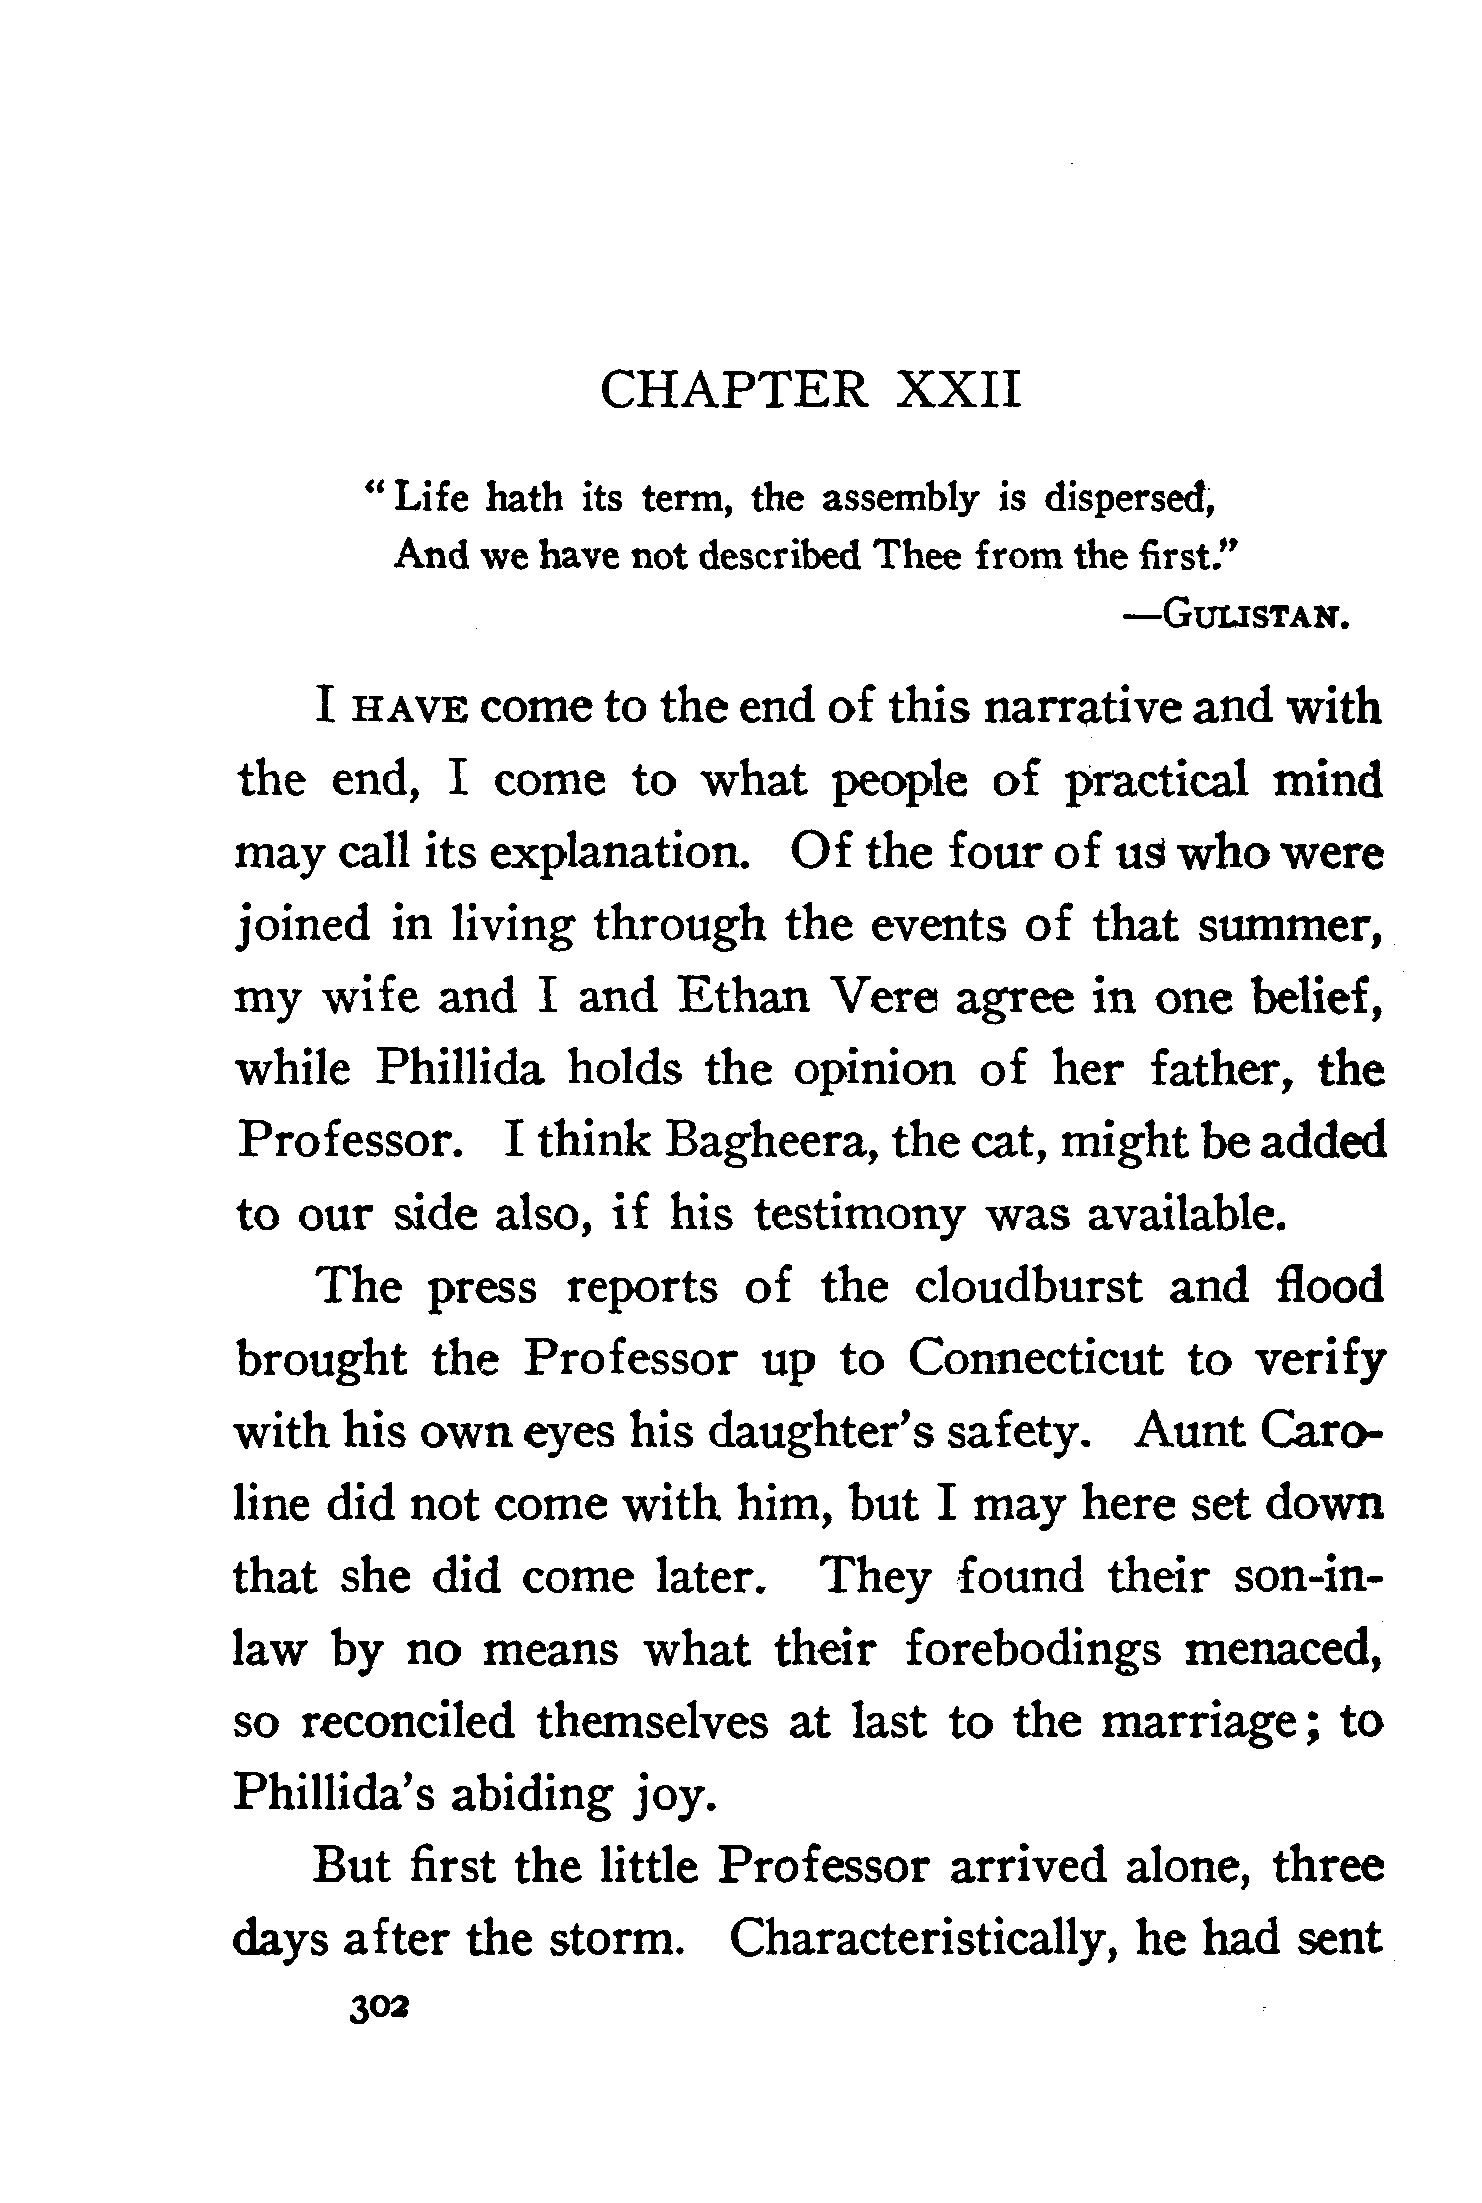 CHAPTER XXII
“Life hath its term, the assembly is dispersed,
And we have not described Thee from the first.”
—GULISTAN.
I HAVE come to the end of this narrative and with
the end, I come to what people of practical mind
may call its explanation. Of the four of us who were
joined in living through the events of that summer,
my wife and I and Ethan Vere agree in one belief,
while Phillida holds the opinion of her father, the
Professor. I think Bagheera, the cat, might be added
to our side also, if his testimony was available.
The press reports of the cloudburst and flood
brought the Professor up to Connecticut to verify
with his own eyes his daughter’s safety. Aunt Caro-
line did not come with him, but I may here set down
that she did come later. They found their son-in-
law by no means what their forebodings menaced,
so reconciled themselves at last to the marriage; to
Phillida’s abiding joy.
But first the little Professor arrived alone, three
days after the storm. Characteristically, he had sent
302